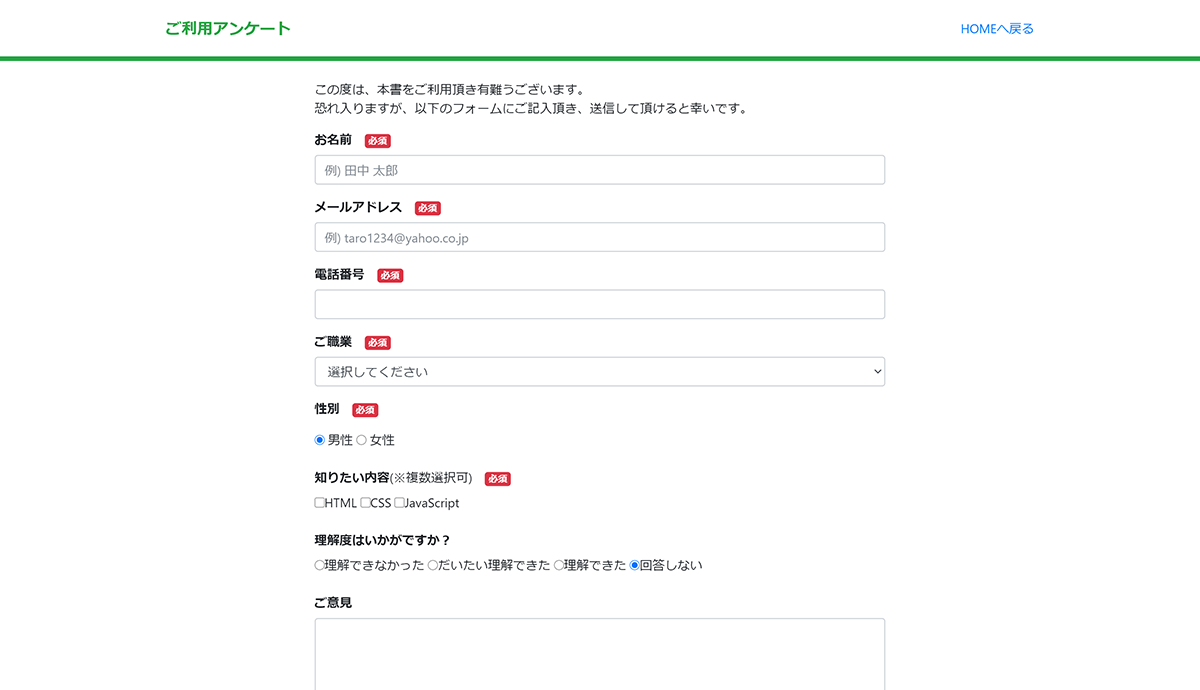 ご利用アンケート HOMEへ戻る
この度は、本書をご利用頂き有難うございます。
恐れ入りますが、以下のフォームにご記入頂き、送信して頂けると幸いです。
お名前 必須
例) 田中 太郎
メールアドレス 必須
例) taro1234@yahoo.co.jp
電話番号 必須
ご職業 必須
選択してください
性別 必須
男性 女性
知りたい内容(※複数選択可) 必須
HTML CSS JavaScript
理解度はいかがですか？
理解できなかった だいたい理解できた 理解できた 回答しない
ご意見